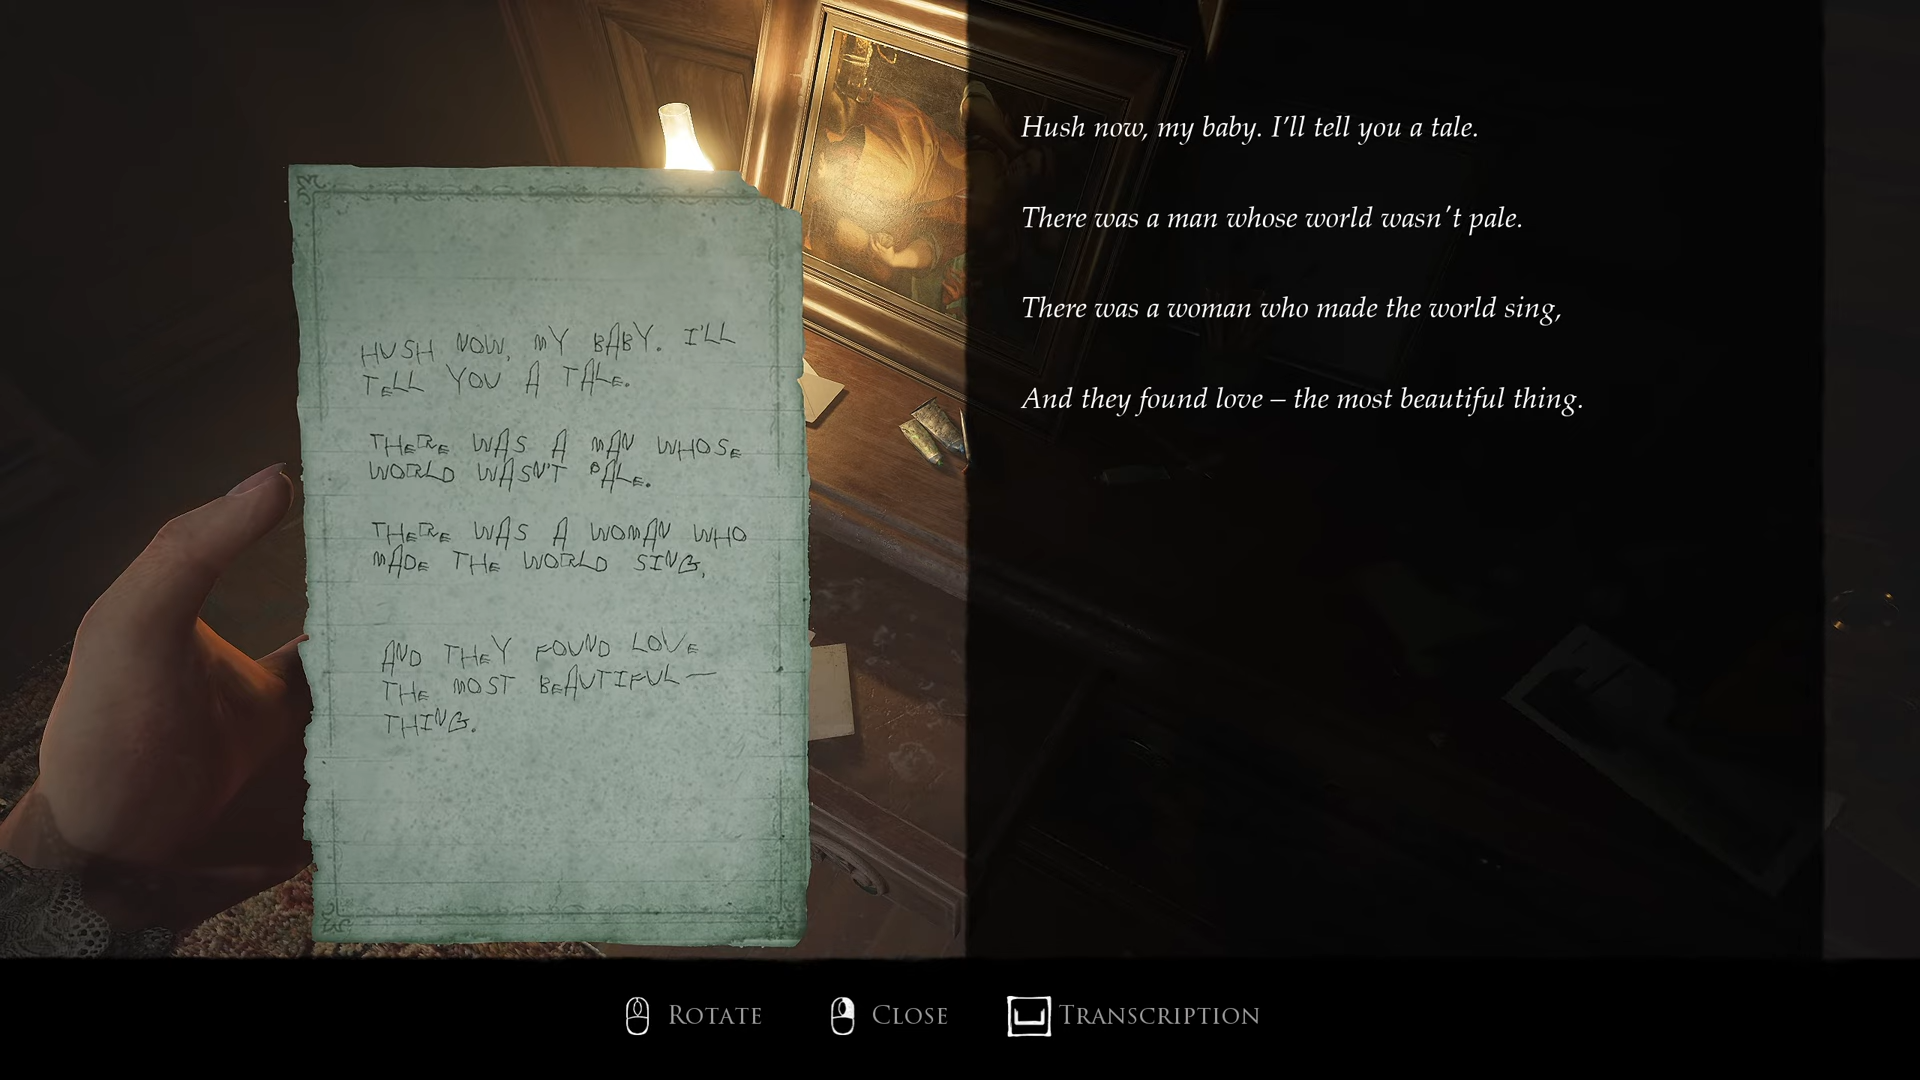 HUSH NOW, MY BABY. I'LL
TELL YOU A TALE.
THERE WAS A MAN WHOSE
WORLD WASN'T PALE.
THERE WAS A WOMAN WHO
MADE THE WORLD SING,
AND THEY FOUND LOVE
THE MOST BEAUTIFUL —
THING.
Hush now, my baby. I'll tell you a tale.
There was a man whose world wasn't pale.
There was a woman who made the world sing,
And they found love – the most beautiful thing.
ROTATE
CLOSE
TRANSCRIPTION